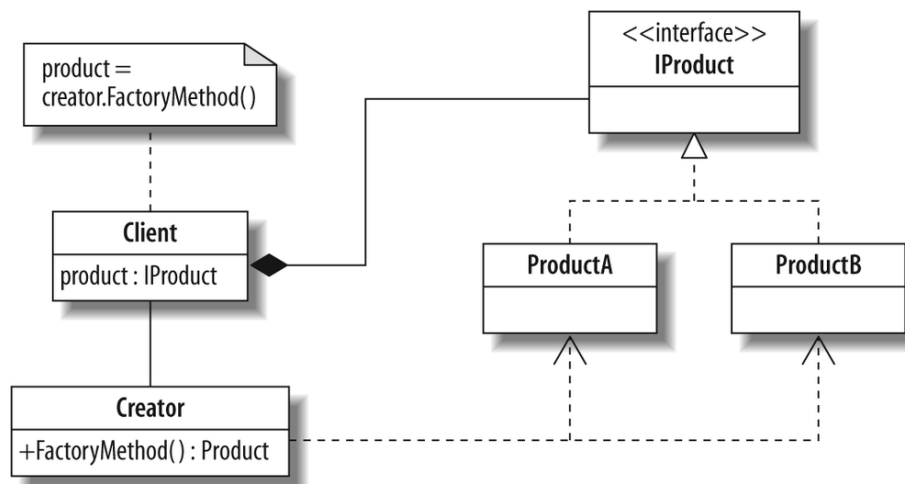 product =
creator.FactoryMethod()
<<interface>>
IProduct
Client
product : IProduct
ProductA
ProductB
Creator
+FactoryMethod() : Product